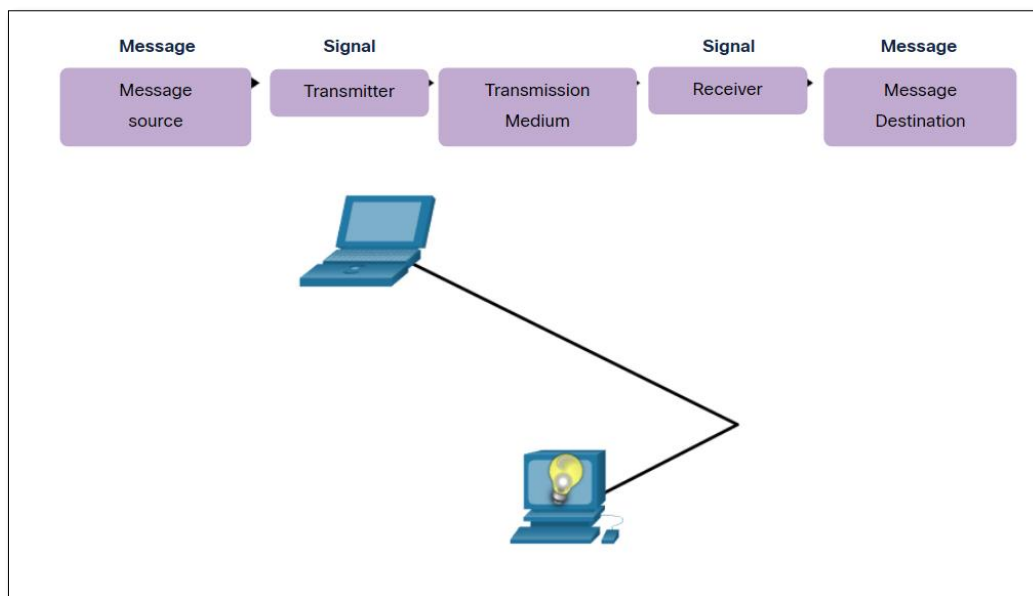 Message
Signal
Signal
Message
Message
source
Transmitter
Transmission
Medium
Receiver
Message
Destination